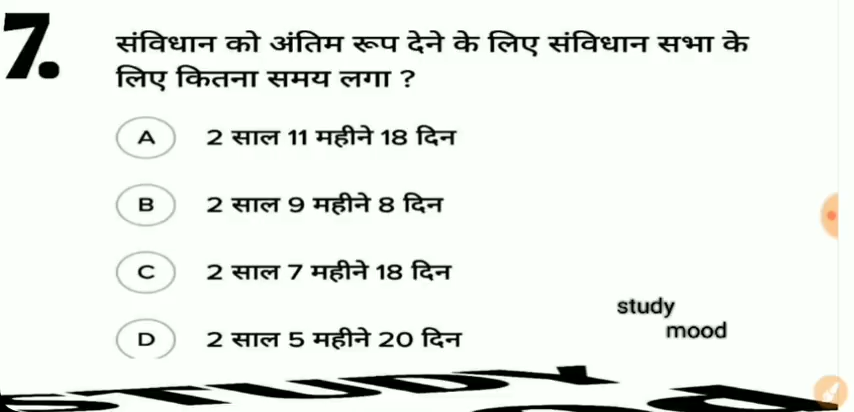 7.
संविधान को अंतिम रूप देने के लिए संविधान सभा के
लिए कितना समय लगा ?
A 2 साल 11 महीने 18 दिन
B 2 साल 9 महीने 8 दिन
C 2 साल 7 महीने 18 दिन
D 2 साल 5 महीने 20 दिन
study
mood
STUDY